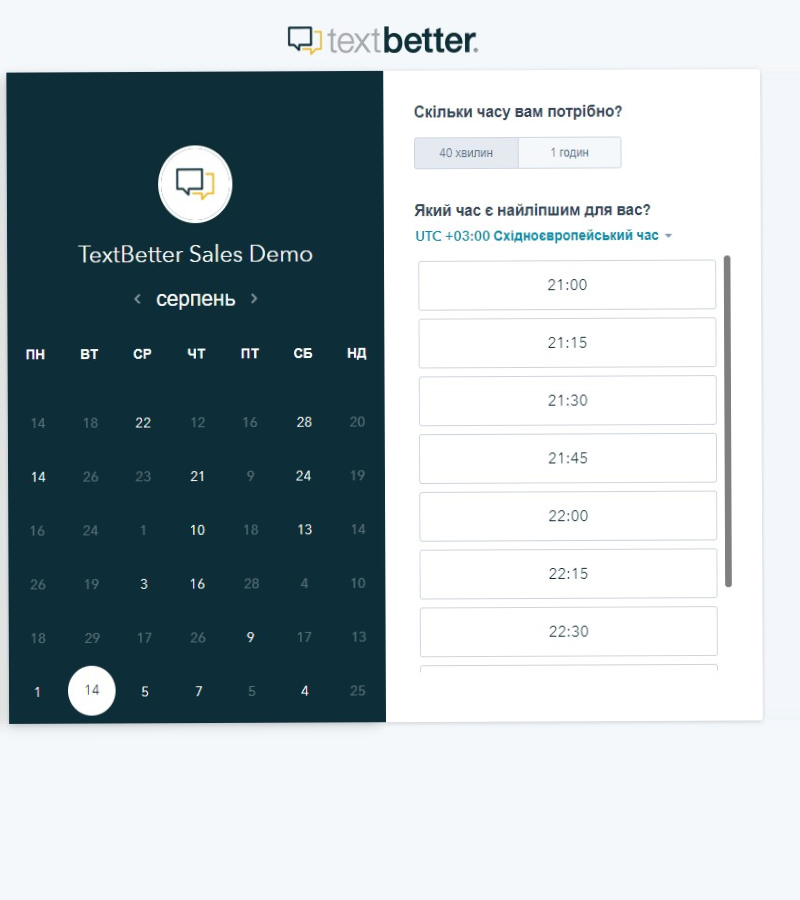 textbetter.
TextBetter Sales Demo
серпень
ПН ВТ СР ЧТ ПТ СБ НД
14 18 22 12 16 28 20
14 26 23 21 9 24 19
16 24 1 10 18 13 14
26 19 3 16 28 4 10
18 29 17 26 9 17 13
1 14 5 7 5 4 25
Скільки часу вам потрібно?
40 хвилин 1 годин
Який час є найліпшим для вас?
UTC +03:00 Східноєвропейський час
21:00
21:15
21:30
21:45
22:00
22:15
22:30